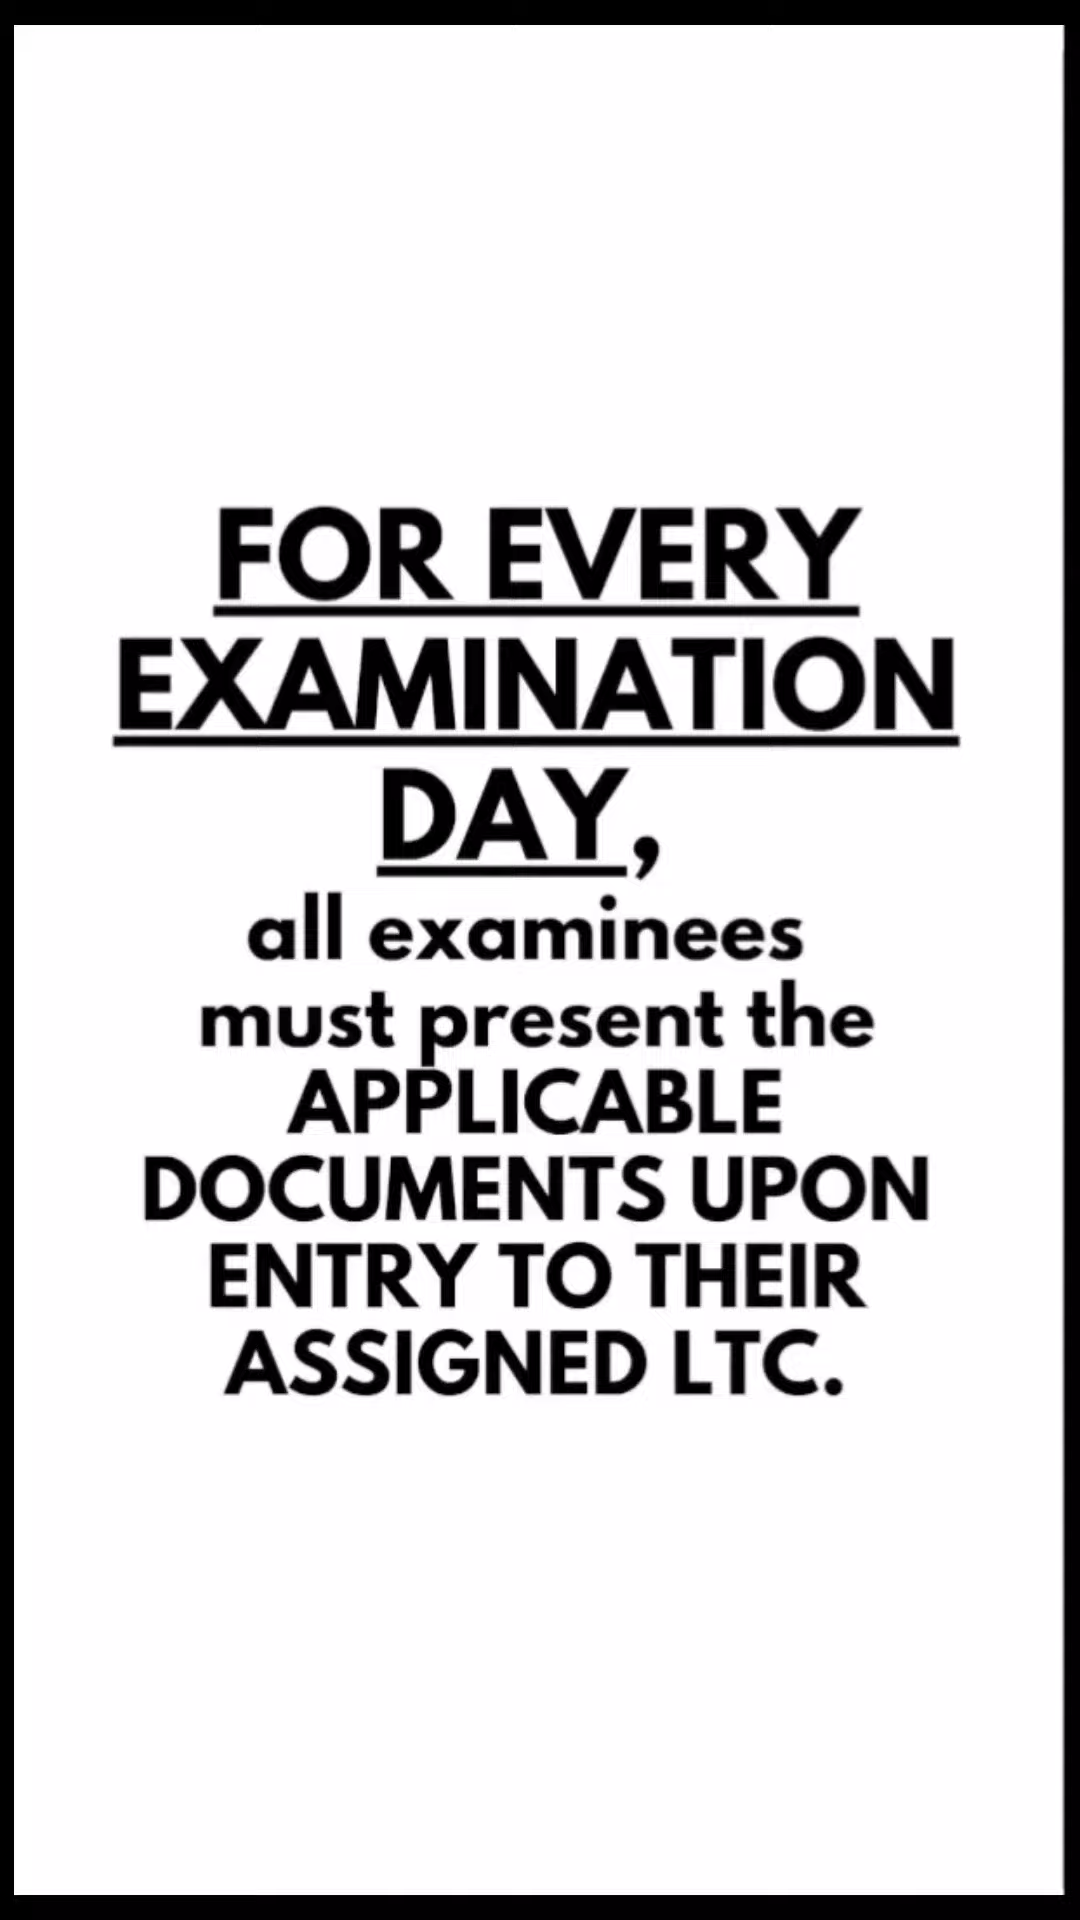 FOR EVERY
EXAMINATION
DAY,
all examinees
must present the
APPLICABLE
DOCUMENTS UPON
ENTRY TO THEIR
ASSIGNED LTC.